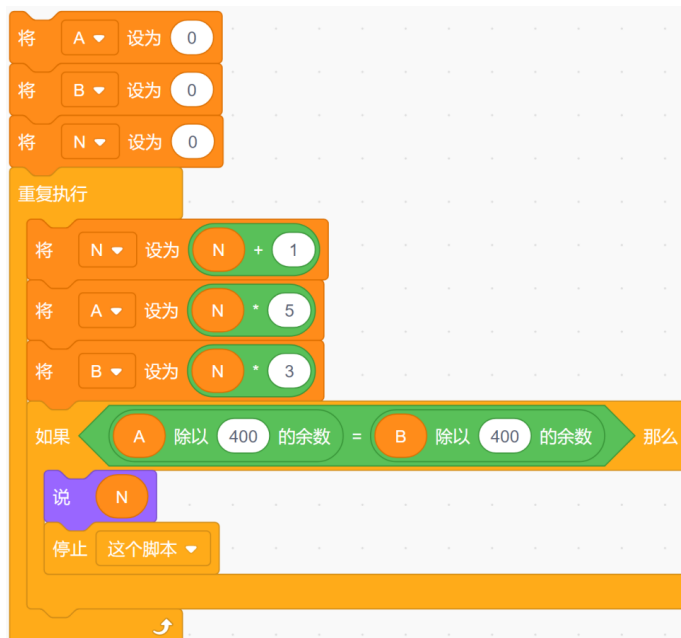 将 A 设为 0
将 B 设为 0
将 N 设为 0
重复执行
将 N 设为 N + 1
将 A 设为 N * 5
将 B 设为 N * 3
如果 A 除以 400 的余数 = B 除以 400 的余数 那么
说 N
停止 这个脚本